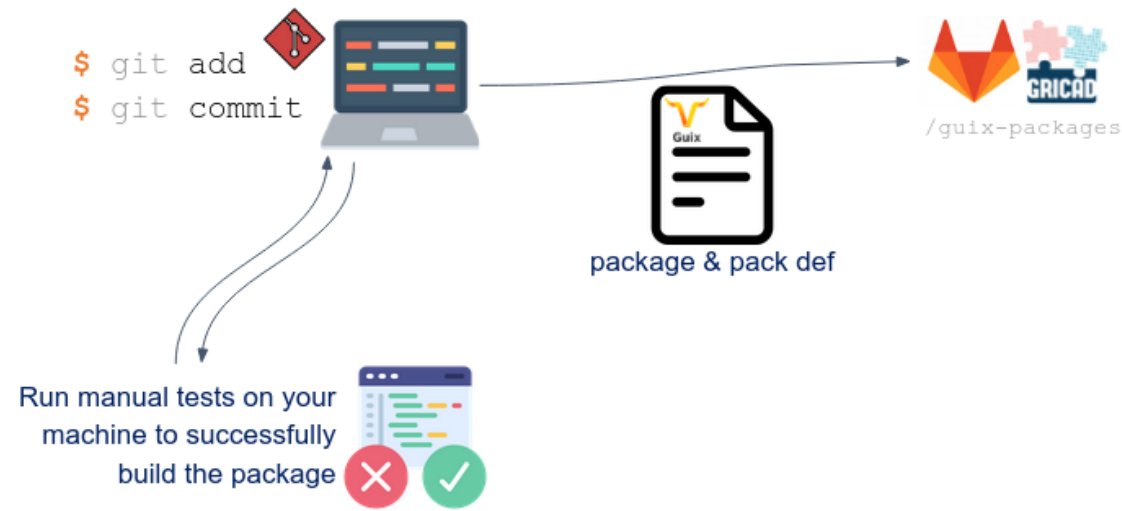 $ git add
$ git commit
GRICAD
/guix-packages
Guix
package & pack def
Run manual tests on your
machine to successfully
build the package